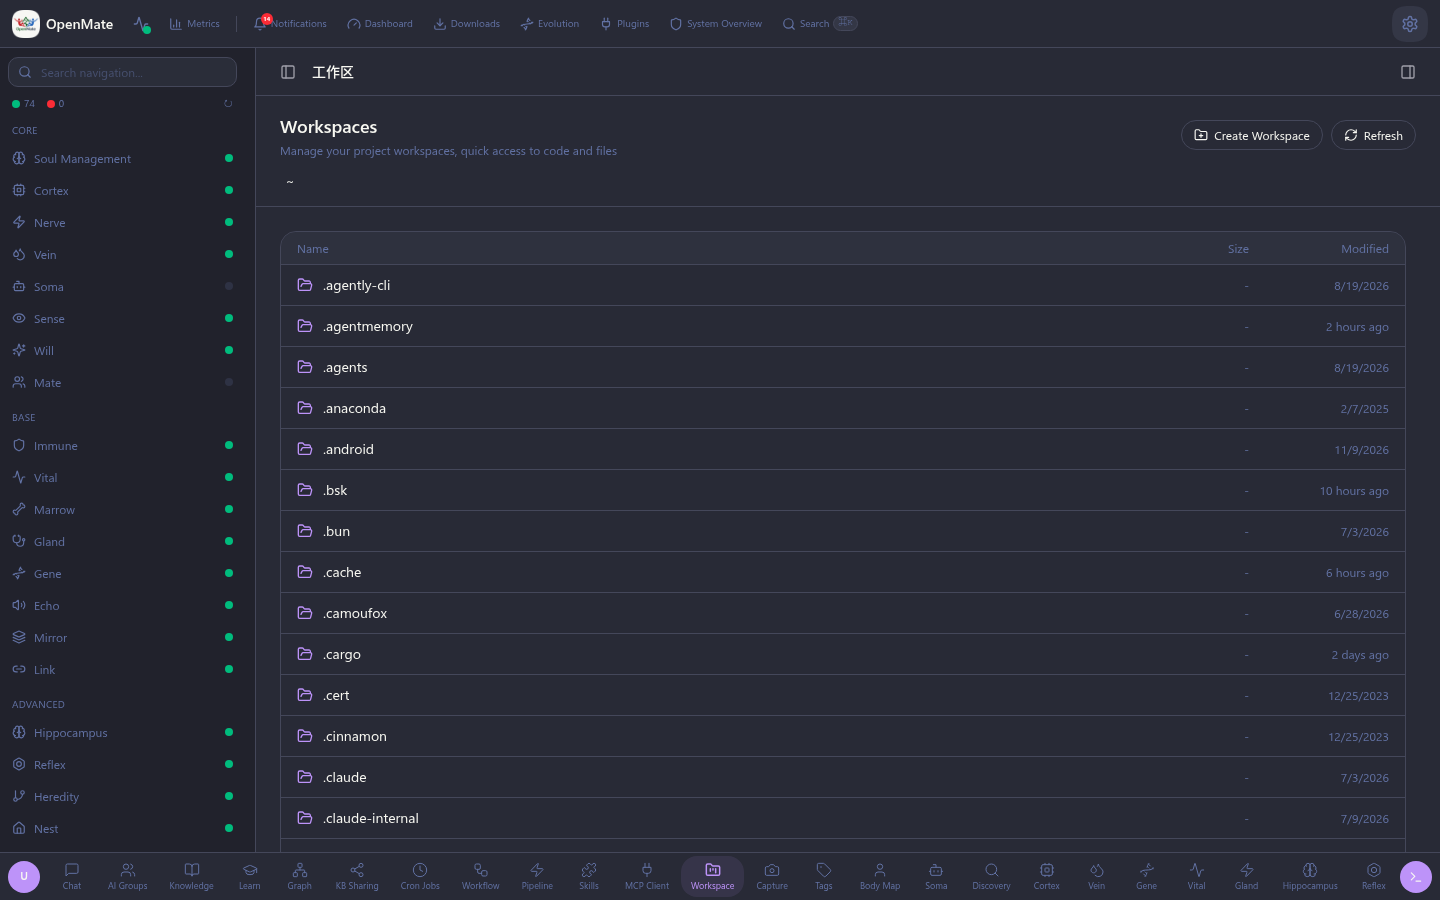 OpenMate
Metrics
14
Notifications
Dashboard
Downloads
Evolution
Plugins
System Overview
Search
⌘K
Search navigation...
74
0
CORE
Soul Management
Cortex
Nerve
Vein
Soma
Sense
Will
Mate
BASE
Immune
Vital
Marrow
Gland
Gene
Echo
Mirror
Link
ADVANCED
Hippocampus
Reflex
Heredity
Nest
工作区
Workspaces
Manage your project workspaces, quick access to code and files
Create Workspace
Refresh
~
Name Size Modified
.agently-cli - 8/19/2026
.agentmemory - 2 hours ago
.agents - 8/19/2026
.anaconda - 2/7/2025
.android - 11/9/2026
.bsk - 10 hours ago
.bun - 7/3/2026
.cache - 6 hours ago
.camoufox - 6/28/2026
.cargo - 2 days ago
.cert - 12/25/2023
.cinnamon - 12/25/2023
.claude - 7/3/2026
.claude-internal - 7/9/2026
U
Chat
AI Groups
Knowledge
Learn
Graph
KB Sharing
Cron Jobs
Workflow
Pipeline
Skills
MCP Client
Workspace
Capture
Tags
Body Map
Soma
Discovery
Cortex
Vein
Gene
Vital
Gland
Hippocampus
Reflex